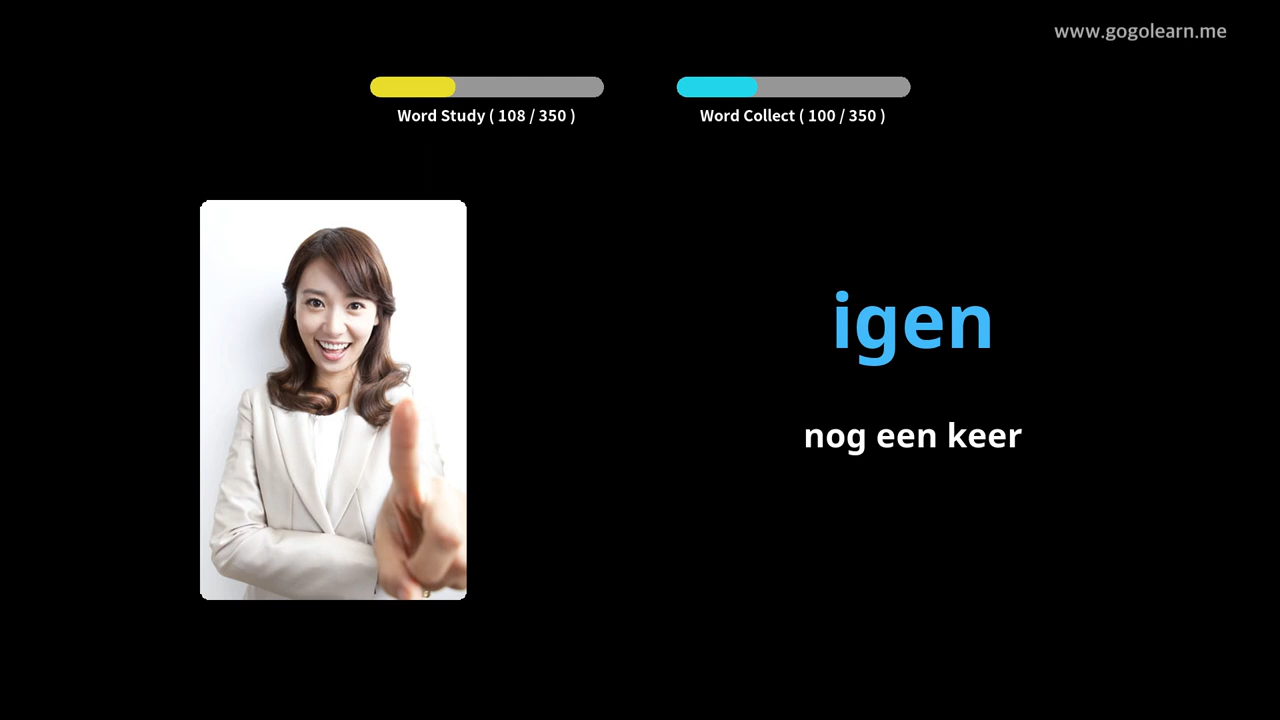 www.gogolearn.me
Word Study ( 108 / 350 )
Word Collect ( 100 / 350 )
igen
nog een keer